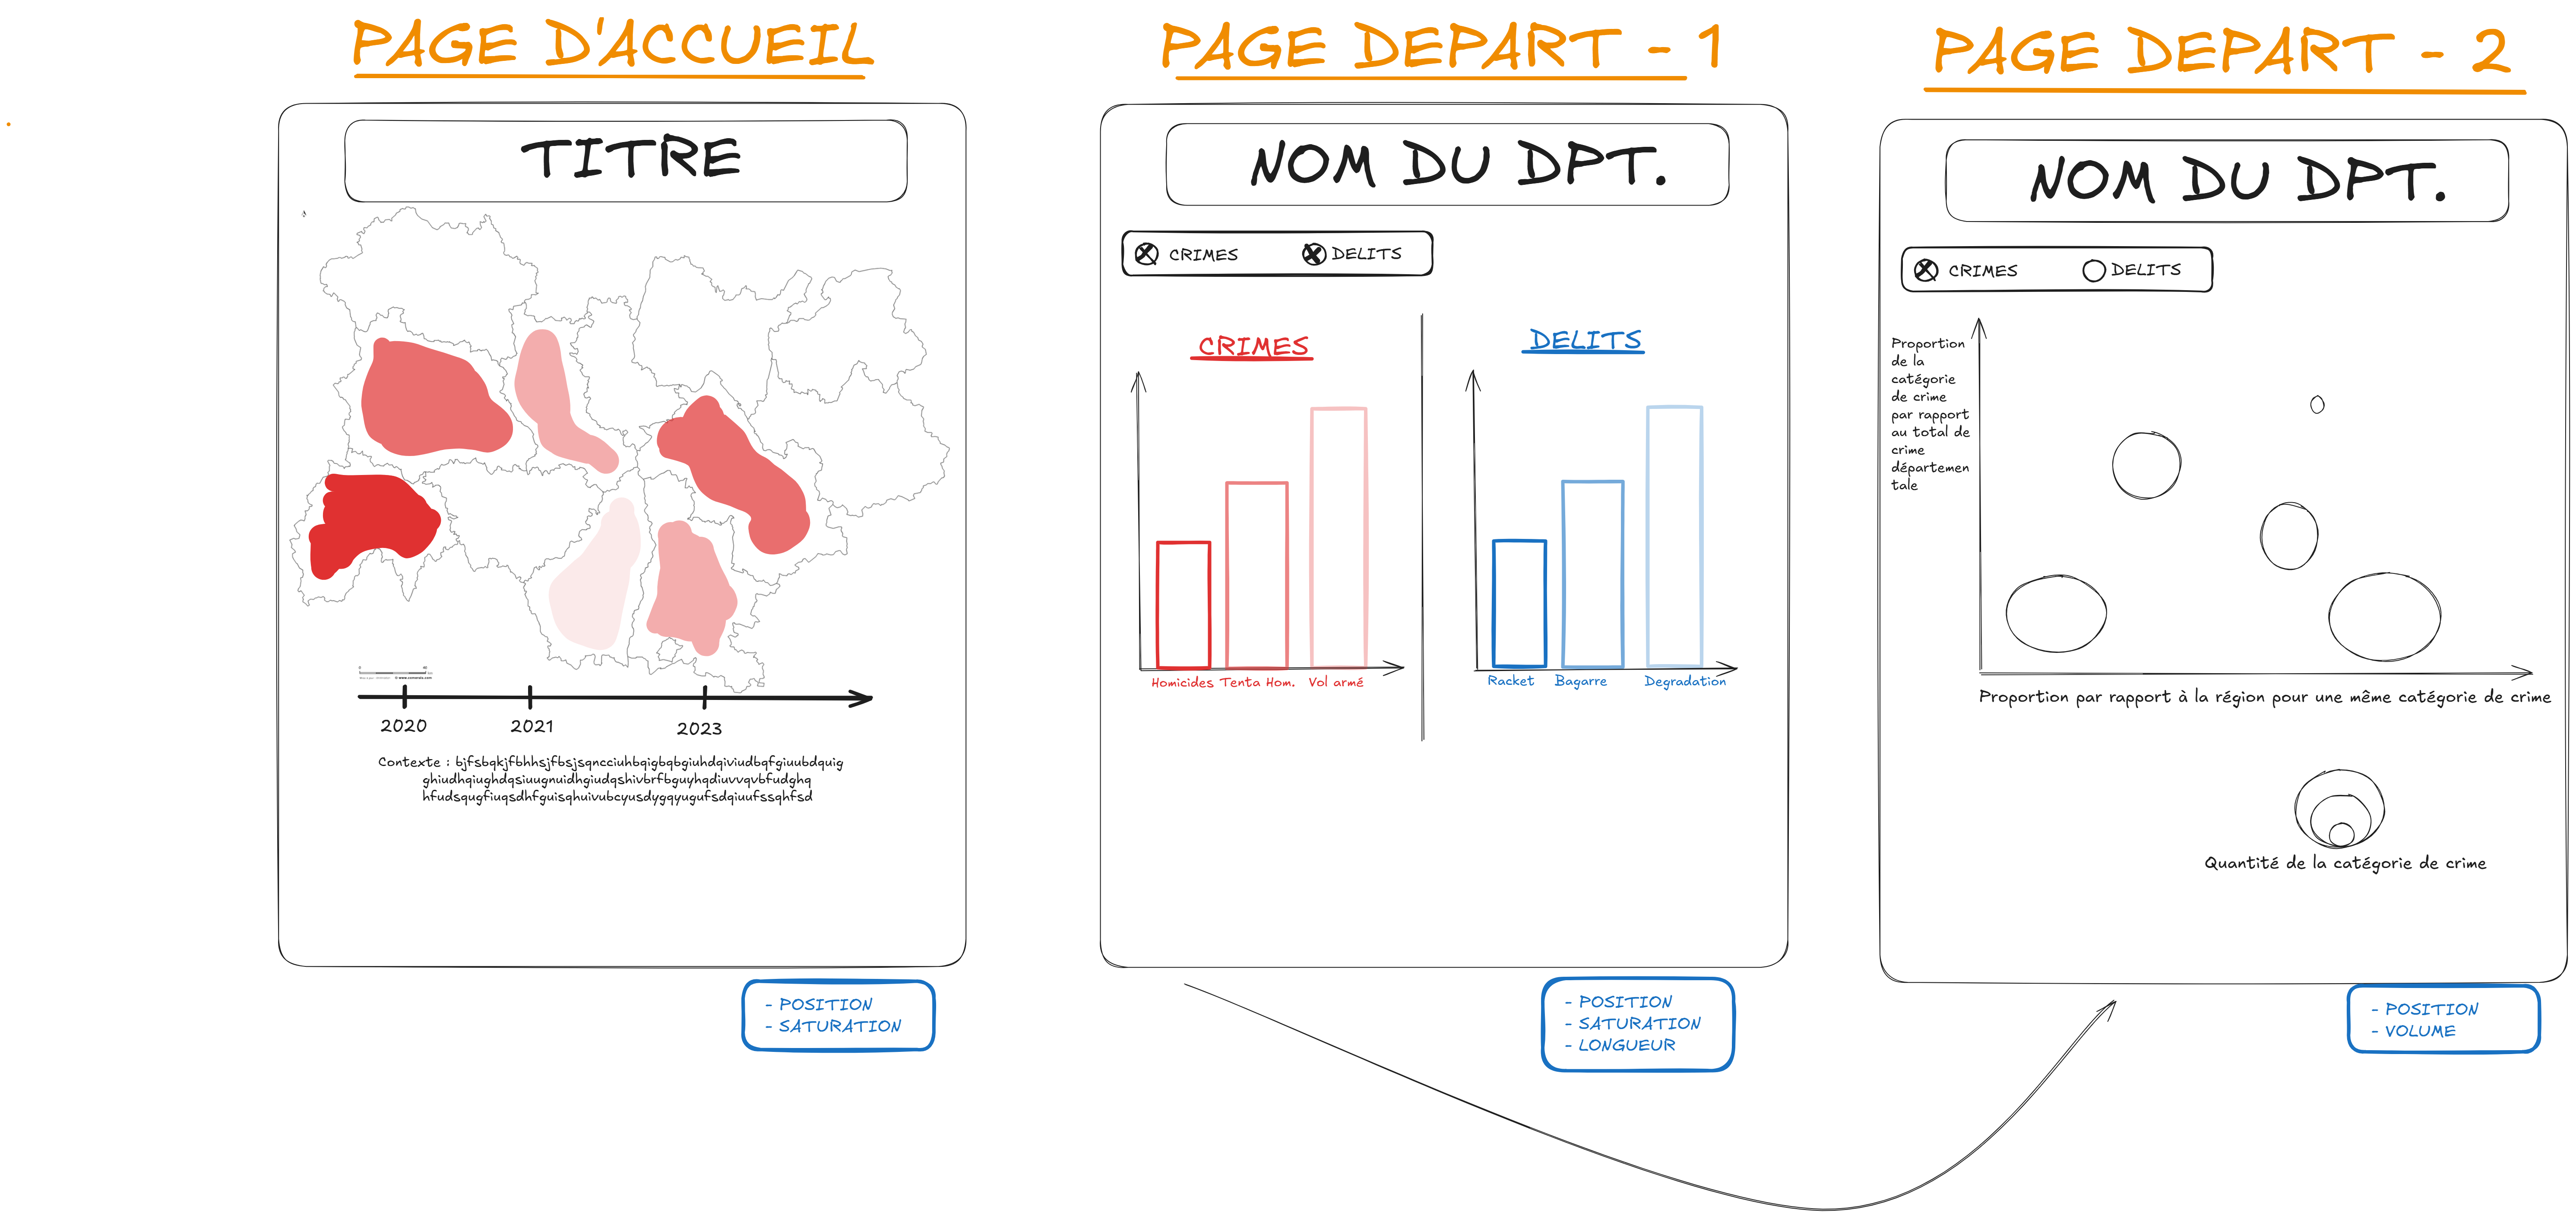 PAGE D'ACCUEIL
TITRE
2020
2021
2023
Contexte : bjfsbqkjfbhhsjfbsjsqncciuhbqigbqbgiuhdqiviudbqfgiuubdquig
ghiudhqiughdqsiuugnuidhgiudqshivbrfbguyhqdiuvvqvbfudghq
hfudsqugfiuqsdhfguisqhuivubcyusdygqyugufsdqiuufssqhfsd
- POSITION
- SATURATION
PAGE DEPART - 1
NOM DU DPT.
CRIMES
DELITS
CRIMES
Homicides
Tenta Hom.
Vol armé
DELITS
Racket
Bagarre
Degradation
- POSITION
- SATURATION
- LONGUEUR
PAGE DEPART - 2
NOM DU DPT.
CRIMES
DELITS
Proportion
de la
catégorie
de crime
par rapport
au total de
crime
départemen
tale
Proportion par rapport à la région pour une même catégorie de crime
Quantité de la catégorie de crime
- POSITION
- VOLUME